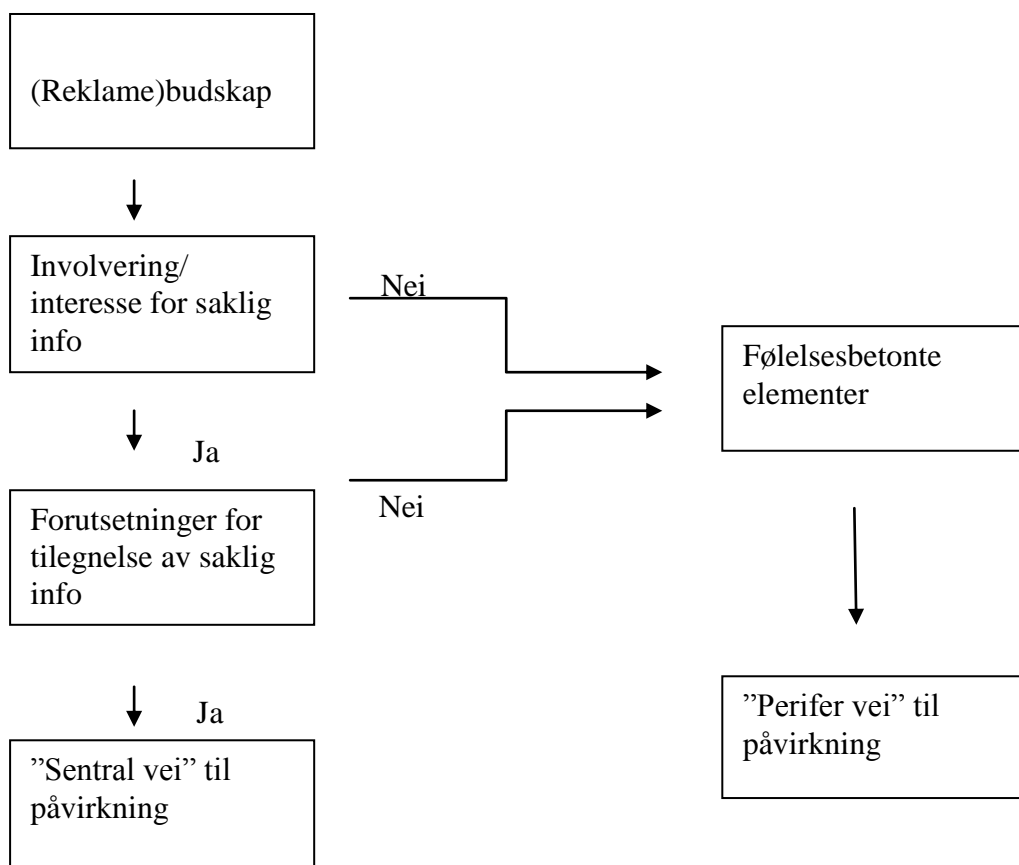 (Reklame)budskap
Involvering/
interesse for saklig
info
Nei
Følelsesbetonte
elementer
Ja
Nei
Forutsetninger for
tilegnelse av saklig
info
Ja
”Perifer vei” til
påvirkning
”Sentral vei” til
påvirkning